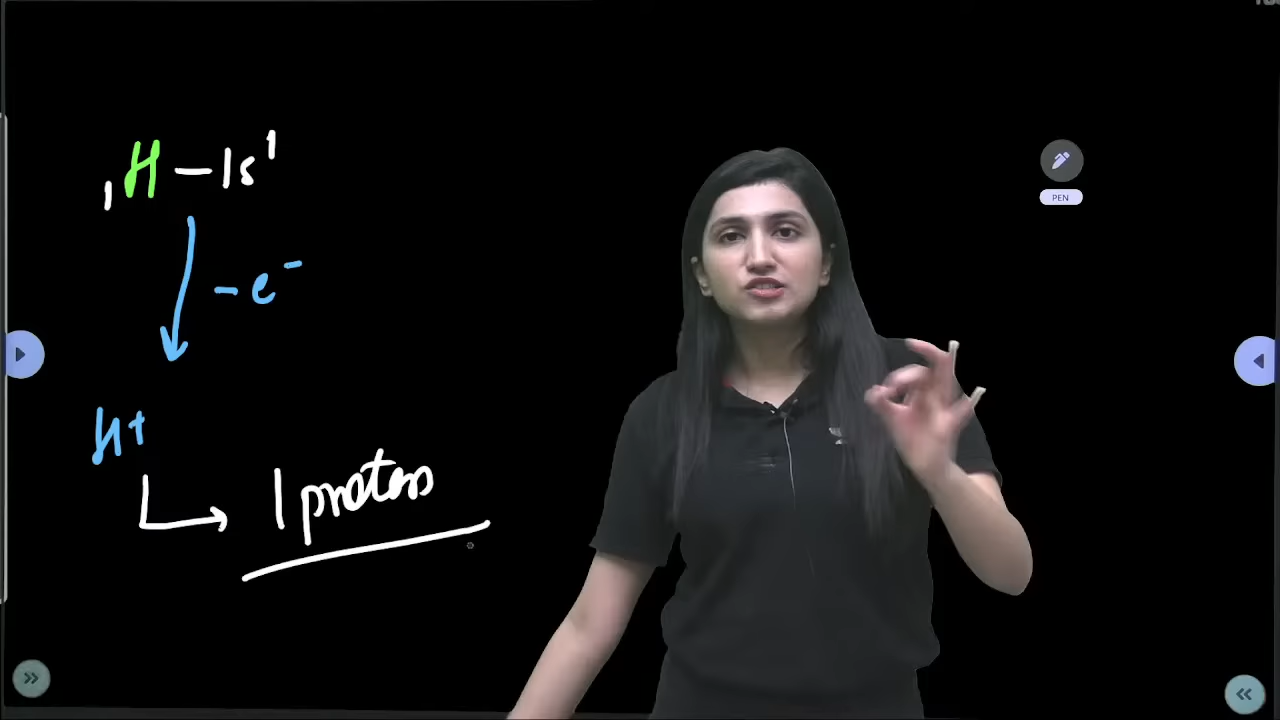 ₁H – 1s¹
PEN
– e⁻
H+
1 proton